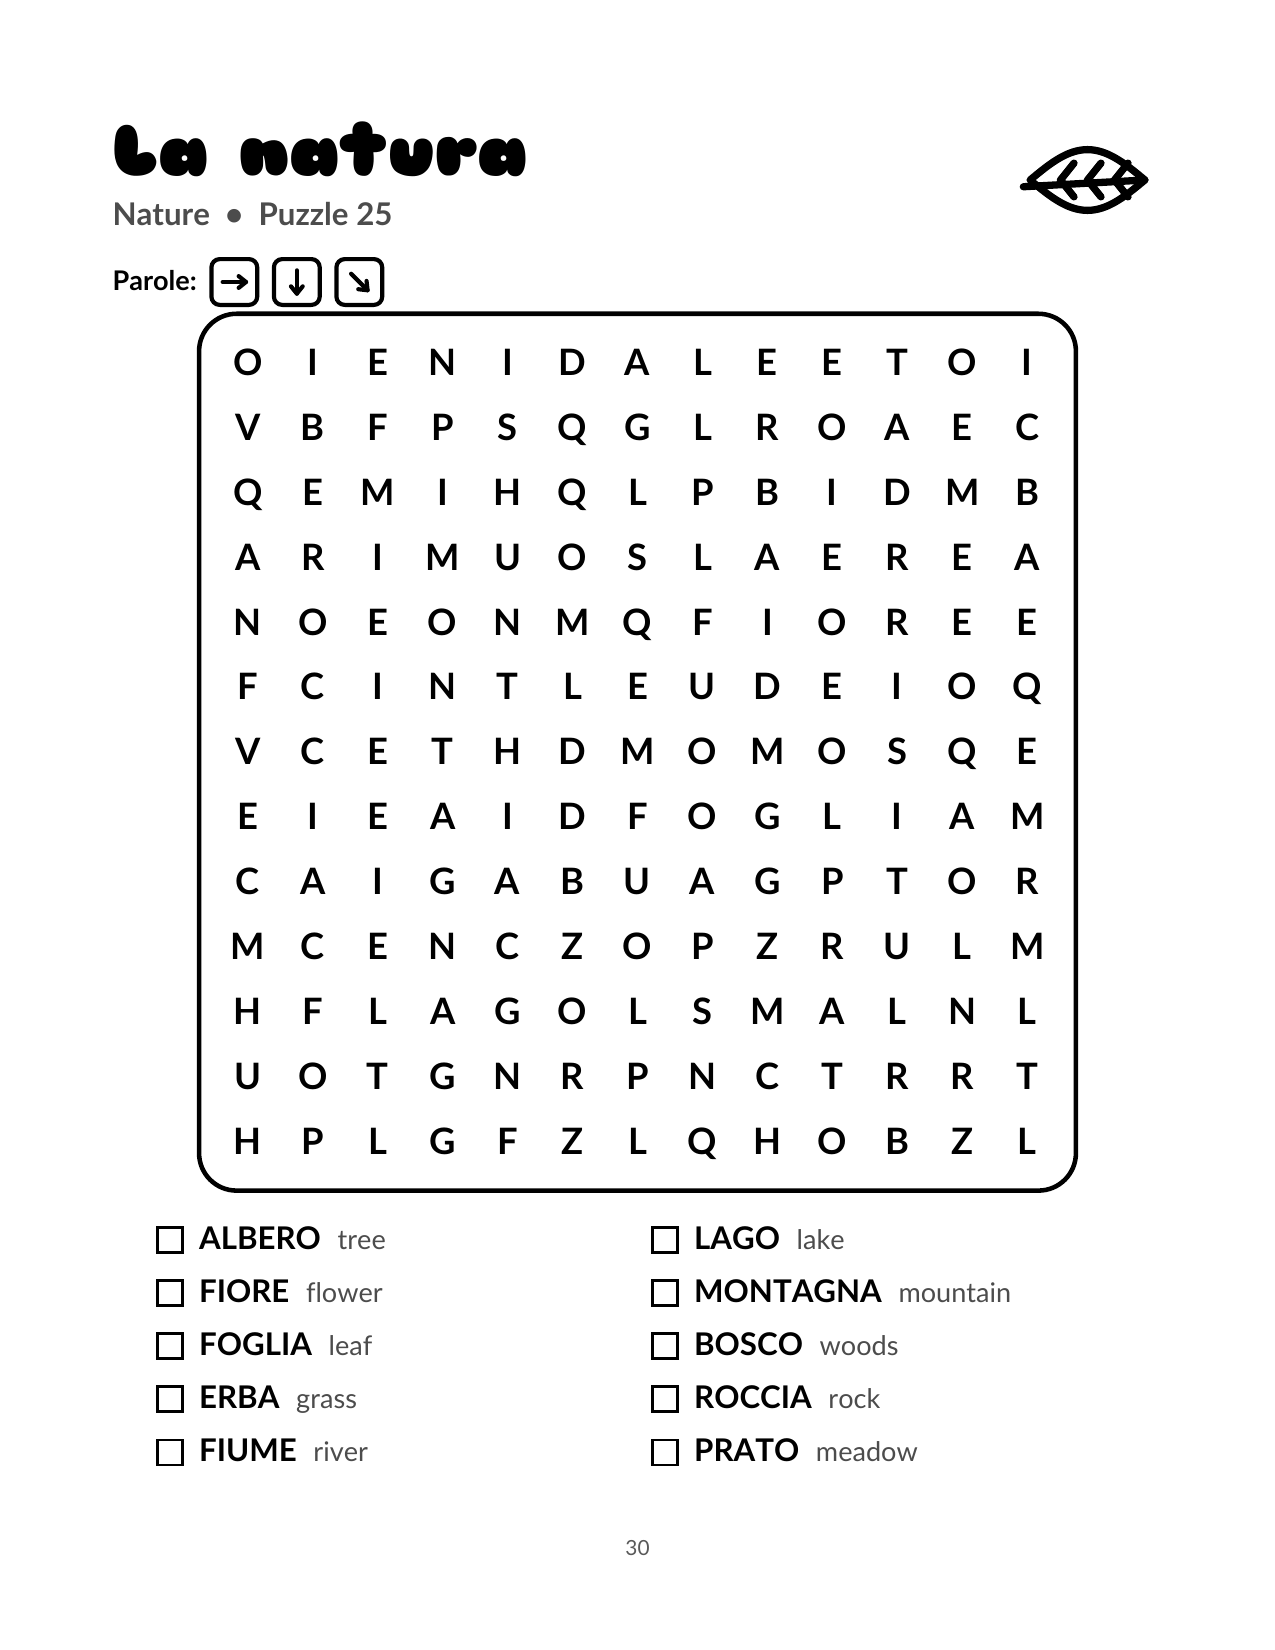 La natura
Nature • Puzzle 25
Parole: → ↓ ↘
O I E N I D A L E E T O I
V B F P S Q G L R O A E C
Q E M I H Q L P B I D M B
A R I M U O S L A E R E A
N O E O N M Q F I O R E E
F C I N T L E U D E I O Q
V C E T H D M O M O S Q E
E I E A I D F O G L I A M
C A I G A B U A G P T O R
M C E N C Z O P Z R U L M
H F L A G O L S M A L N L
U O T G N R P N C T R R T
H P L G F Z L Q H O B Z L
ALBERO tree
FIORE flower
FOGLIA leaf
ERBA grass
FIUME river
LAGO lake
MONTAGNA mountain
BOSCO woods
ROCCIA rock
PRATO meadow
30